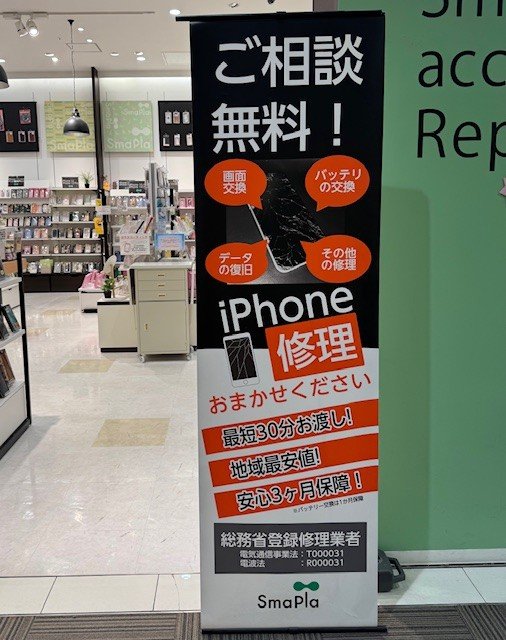 ご相談
無料！
画面
交換
バッテリ
の交換
データ
の復旧
その他
の修理
iPhone
修理
おまかせください
最短30分お渡し!
地域最安値!
安心3ヶ月保障！
※バッテリー交換は1か月保障
総務省登録修理業者
電気通信事業法：T000031
電波法　　　　：R000031
SmaPla
SmaPla
SmaPla
acc
Rep